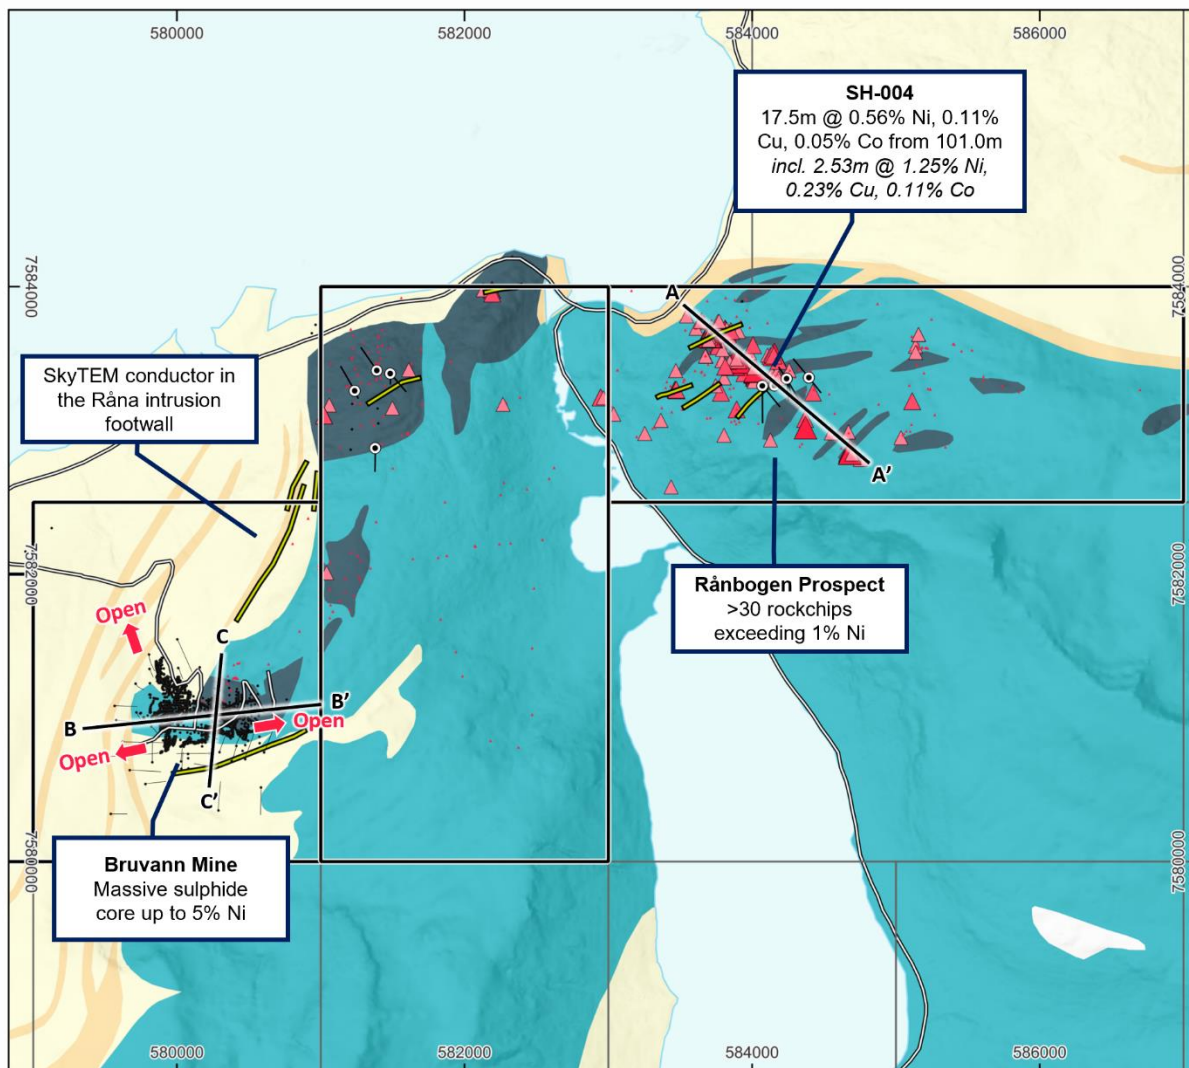 580000
582000
584000
586000
SH-004
17.5m @ 0.56% Ni, 0.11%
Cu, 0.05% Co from 101.0m
incl. 2.53m @ 1.25% Ni,
0.23% Cu, 0.11% Co
7584000
7584000
A
SkyTEM conductor in
the Råna intrusion
footwall
A'
7582000
7582000
Rånbogen Prospect
>30 rockchips
exceeding 1% Ni
Open
C
B
B'
Open
Open
C'
7580000
7580000
Bruvann Mine
Massive sulphide
core up to 5% Ni
580000
582000
584000
586000